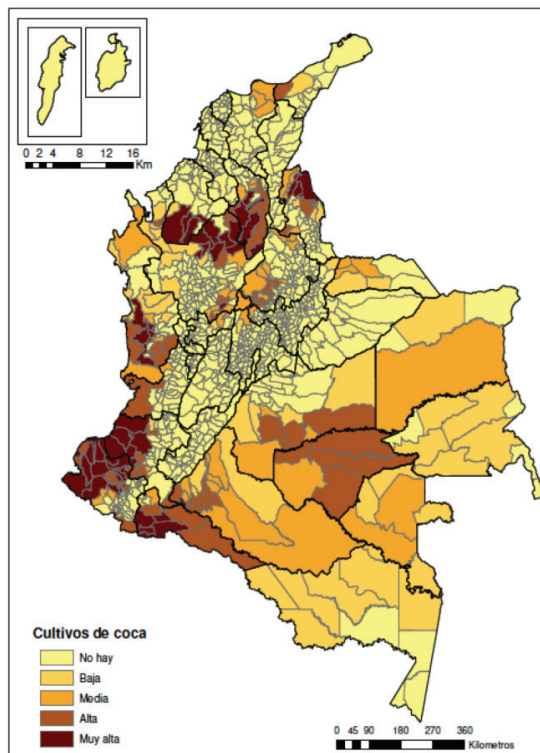 0 2 4 8 12 16
Km
Cultivos de coca
No hay
Baja
Media
Alta
Muy alta
0 45 90 180 270 360
Kilometros